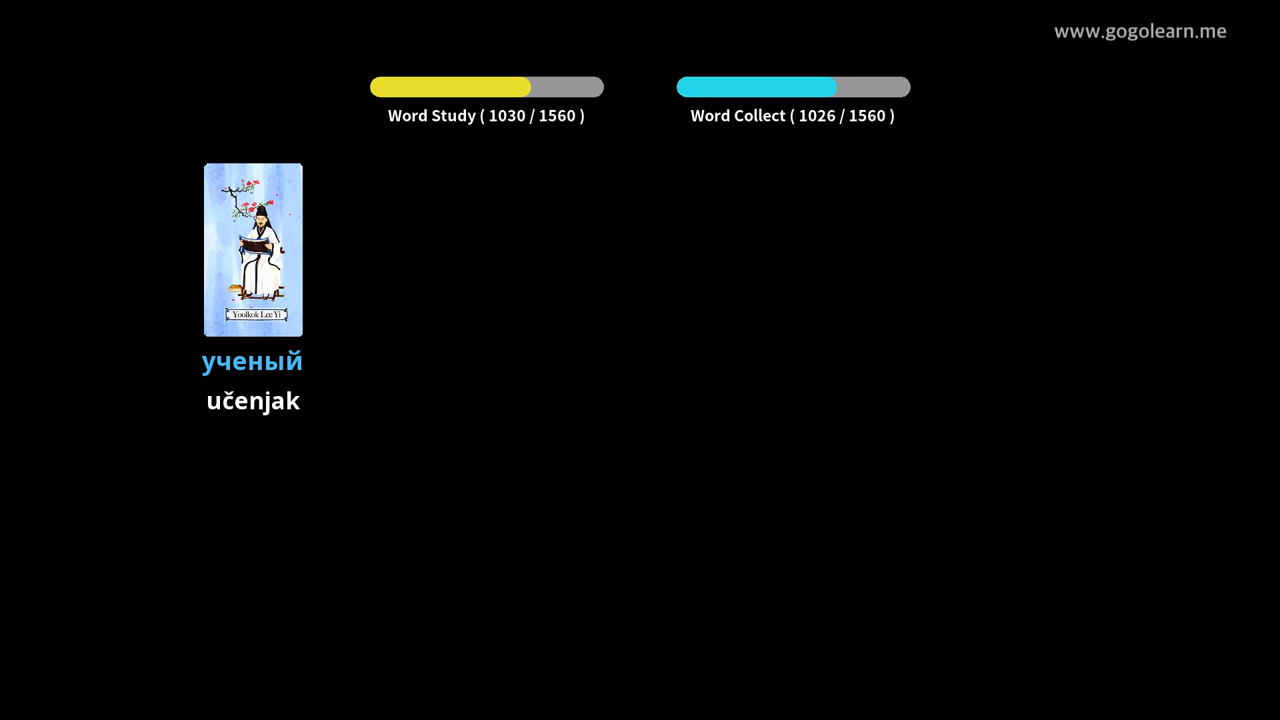 www.gogolearn.me
Word Study ( 1030 / 1560 )
Word Collect ( 1026 / 1560 )
Yoolkok Lee Yi
ученый
učenjak